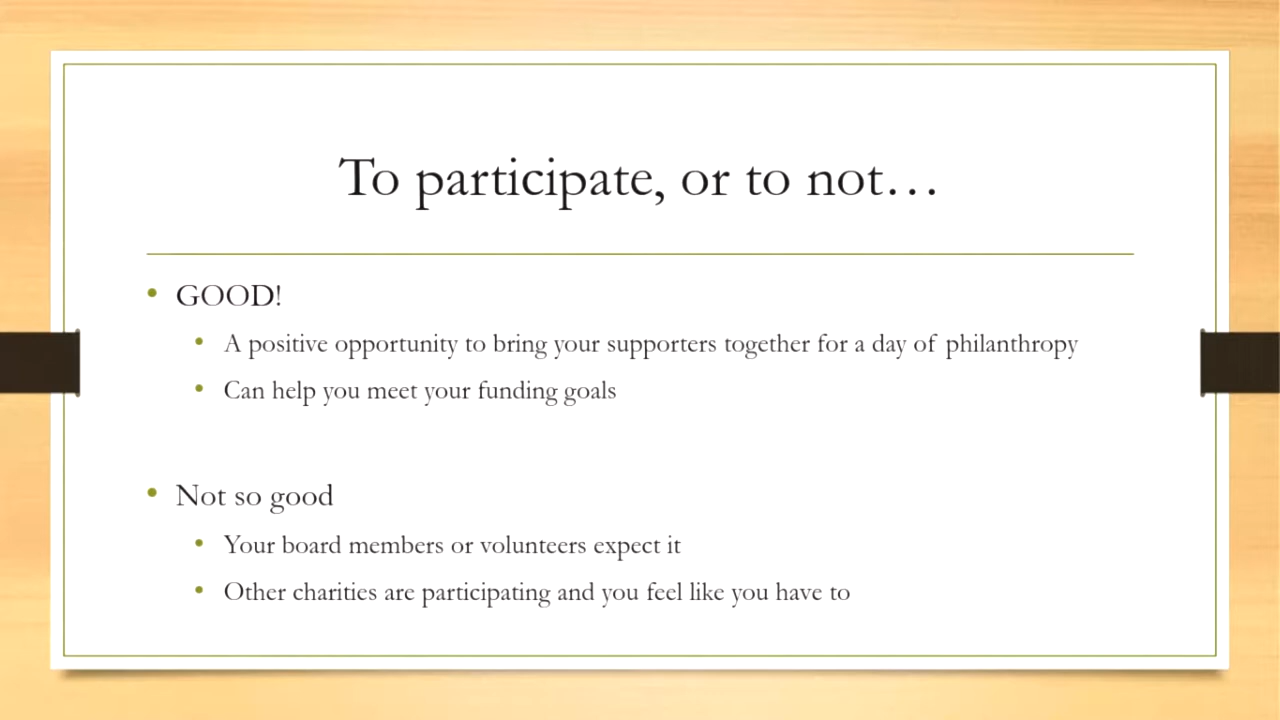 To participate, or to not…
• GOOD!
• A positive opportunity to bring your supporters together for a day of philanthropy
• Can help you meet your funding goals
• Not so good
• Your board members or volunteers expect it
• Other charities are participating and you feel like you have to